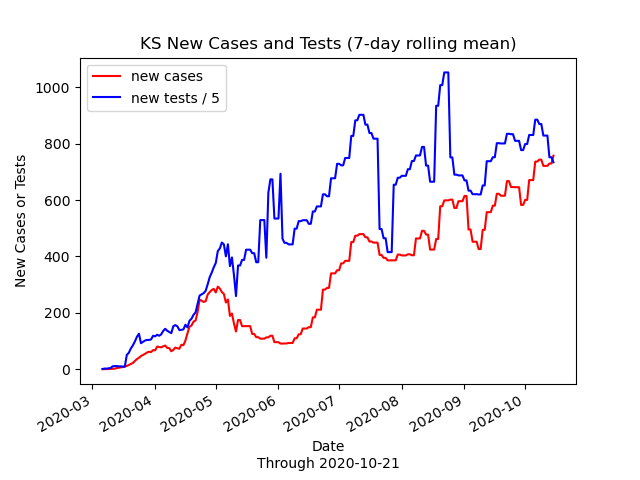 KS New Cases and Tests (7-day rolling mean)
new cases
new tests / 5
New Cases or Tests
1000
800
600
400
200
0
2020-03
2020-04
2020-05
2020-06
2020-07
2020-08
2020-09
2020-10
Date
Through 2020-10-21